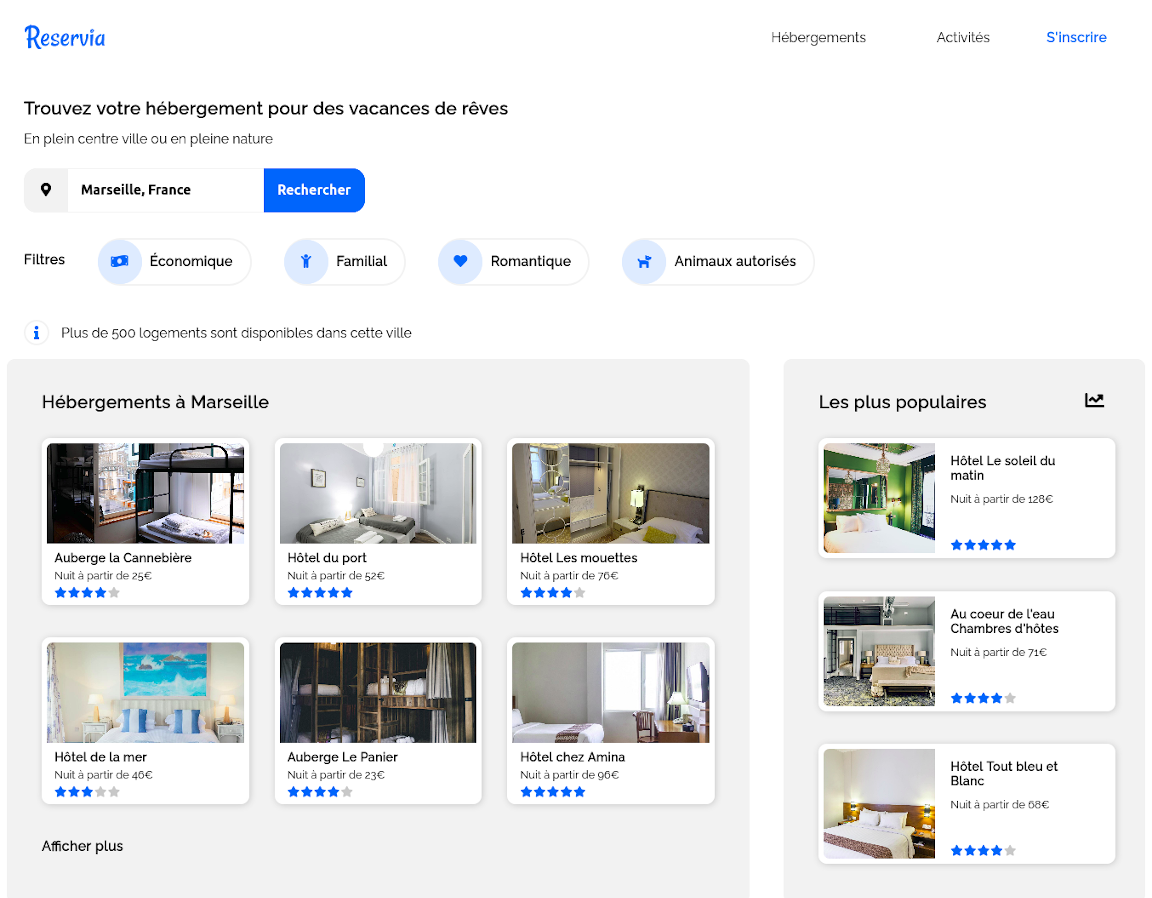 Reservia
Hébergements
Activités
S'inscrire
Trouvez votre hébergement pour des vacances de rêves
En plein centre ville ou en pleine nature
Marseille, France
Rechercher
Filtres
Économique
Familial
Romantique
Animaux autorisés
Plus de 500 logements sont disponibles dans cette ville
Hébergements à Marseille
Auberge la Cannebière
Nuit à partir de 25€
Hôtel du port
Nuit à partir de 52€
Hôtel Les mouettes
Nuit à partir de 76€
Hôtel de la mer
Nuit à partir de 46€
Auberge Le Panier
Nuit à partir de 23€
Hôtel chez Amina
Nuit à partir de 96€
Afficher plus
Les plus populaires
Hôtel Le soleil du
matin
Nuit à partir de 128€
Au coeur de l'eau
Chambres d'hôtes
Nuit à partir de 71€
Hôtel Tout bleu et
Blanc
Nuit à partir de 68€